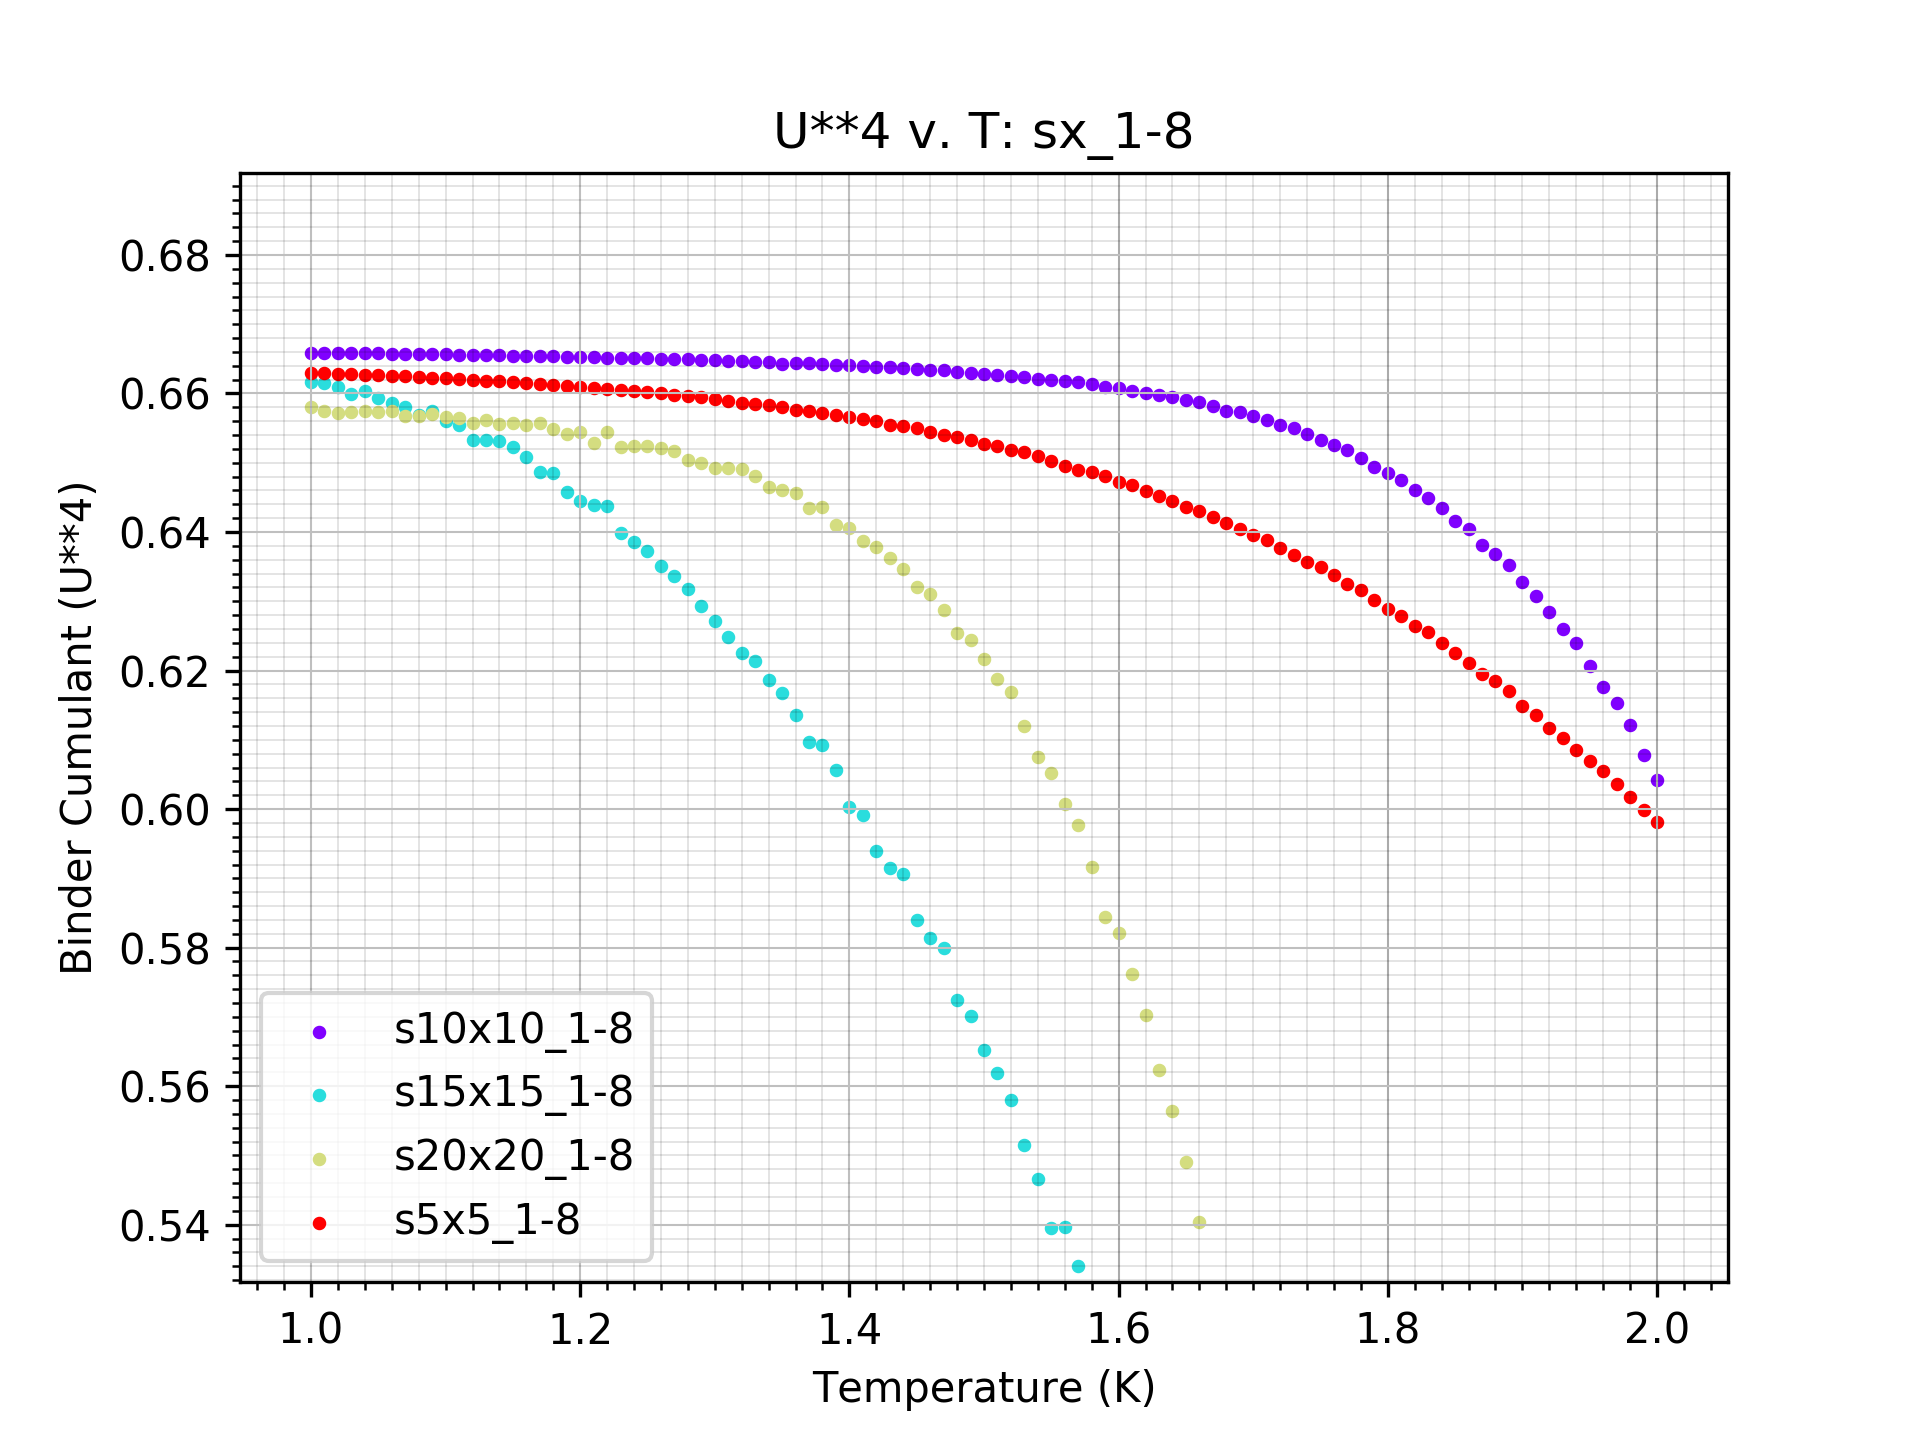 U**4 v. T: sx_1-8
Binder Cumulant (U**4)
0.68
0.66
0.64
0.62
0.60
0.58
0.56
0.54
s10x10_1-8
s15x15_1-8
s20x20_1-8
s5x5_1-8
1.0 1.2 1.4 1.6 1.8 2.0
Temperature (K)